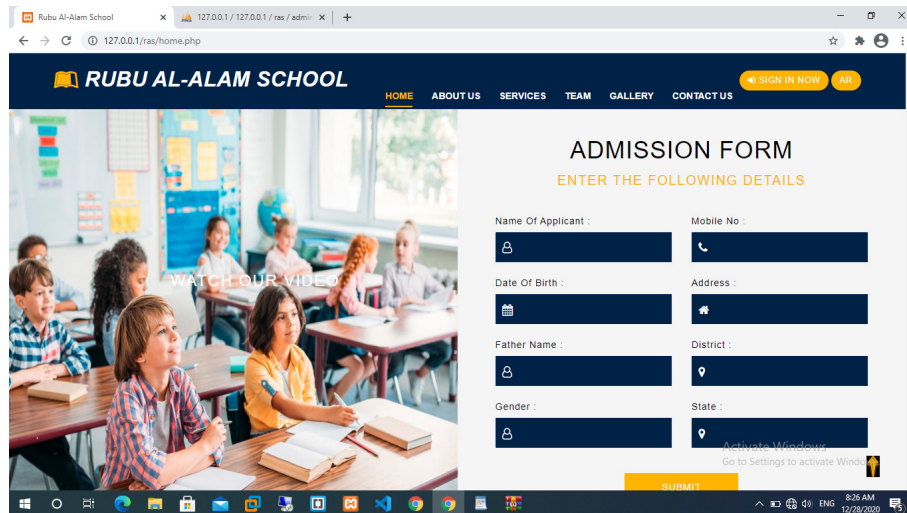 Rubu Al-Alam School
127.0.0.1 / 127.0.0.1 / ras / admin
127.0.0.1/ras/home.php
RUBU AL-ALAM SCHOOL
HOME ABOUT US SERVICES TEAM GALLERY CONTACT US
SIGN IN NOW AR
WATCH OUR VIDEO
ADMISSION FORM
ENTER THE FOLLOWING DETAILS
Name Of Applicant : Mobile No :
Date Of Birth : Address :
Father Name : District :
Gender : State :
Activate Windows
Go to Settings to activate Windo
SUBMIT
ENG
8:26 AM
12/28/2020
5